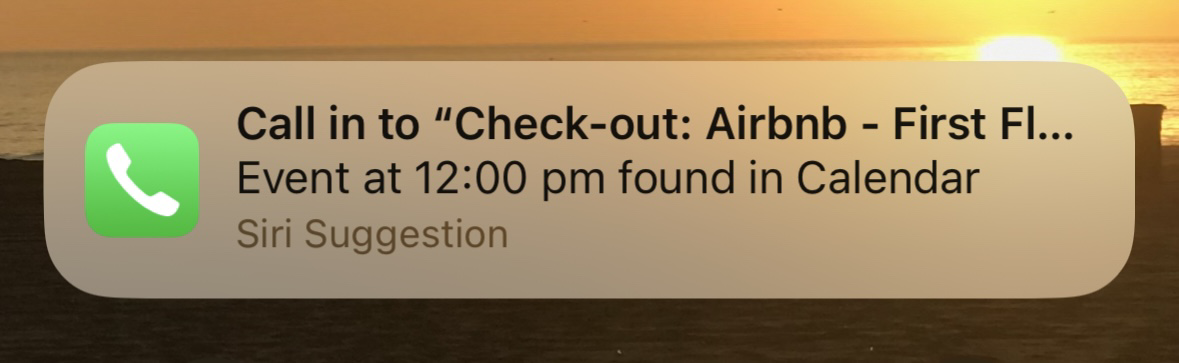 Call in to “Check-out: Airbnb - First Fl...
Event at 12:00 pm found in Calendar
Siri Suggestion